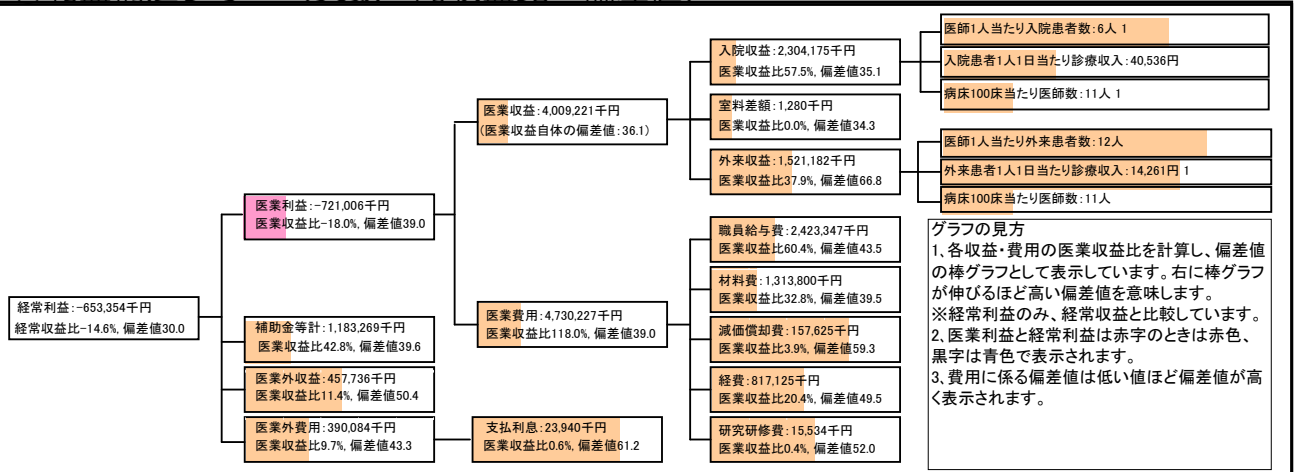 経常利益:-653,354千円
経常収支比-14.6%, 偏差値30.0
医業利益:-721,006千円
医業収益比-18.0%, 偏差値39.0
補助金等計:1,183,269千円
医業収益比42.8%, 偏差値39.6
医業外収益:457,736千円
医業収益比11.4%, 偏差値50.4
医業外費用:390,084千円
医業収益比9.7%, 偏差値43.3
医業収益:4,009,221千円
(医業収益自体の偏差値:36.1)
医業費用:4,730,227千円
医業収益比118.0%, 偏差値39.0
支払利息:23,940千円
医業収益比0.6%, 偏差値61.2
入院収益:2,304,175千円
医業収益比57.5%, 偏差値35.1
室料差額:1,280千円
医業収益比0.0%, 偏差値34.3
外来収益:1,521,182千円
医業収益比37.9%, 偏差値66.8
職員給与費:2,423,347千円
医業収益比60.4%, 偏差値43.5
材料費:1,313,800千円
医業収益比32.8%, 偏差値39.5
減価償却費:157,625千円
医業収益比3.9%, 偏差値59.3
経費:817,125千円
医業収益比20.4%, 偏差値49.5
研究研修費:15,534千円
医業収益比0.4%, 偏差値52.0
医師1人当たり入院患者数:6人 1
入院患者1人1日当たり診療収入:40,536円
病床100床当たり医師数:11人 1
医師1人当たり外来患者数:12人
外来患者1人1日当たり診療収入:14,261円 1
病床100床当たり医師数:11人
グラフの見方
1、各収益・費用の医業収益比を計算し、偏差値
の棒グラフとして表示しています。右に棒グラフ
が伸びるほど高い偏差値を意味します。
※経常利益のみ、経常収益と比較しています。
2、医業利益と経常利益は赤字のときは赤色、
黒字は青色で表示されます。
3、費用に係る偏差値は低い値ほど偏差値が高
く表示されます。